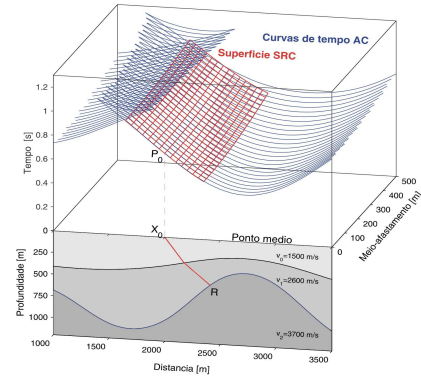 Curvas de tempo AC
Superficie SRC
Tempo [s]
1.2
1
0.8
0.6
0.4
0.2
0
P0
X0
Ponto medio
500
400
300
200
100
0
Meio-afastamento [m]
Profundidade [m]
250
500
750
1000
v0=1500 m/s
v1=2600 m/s
R
v2=3700 m/s
1000
1500
2000
2500
3000
3500
Distancia [m]